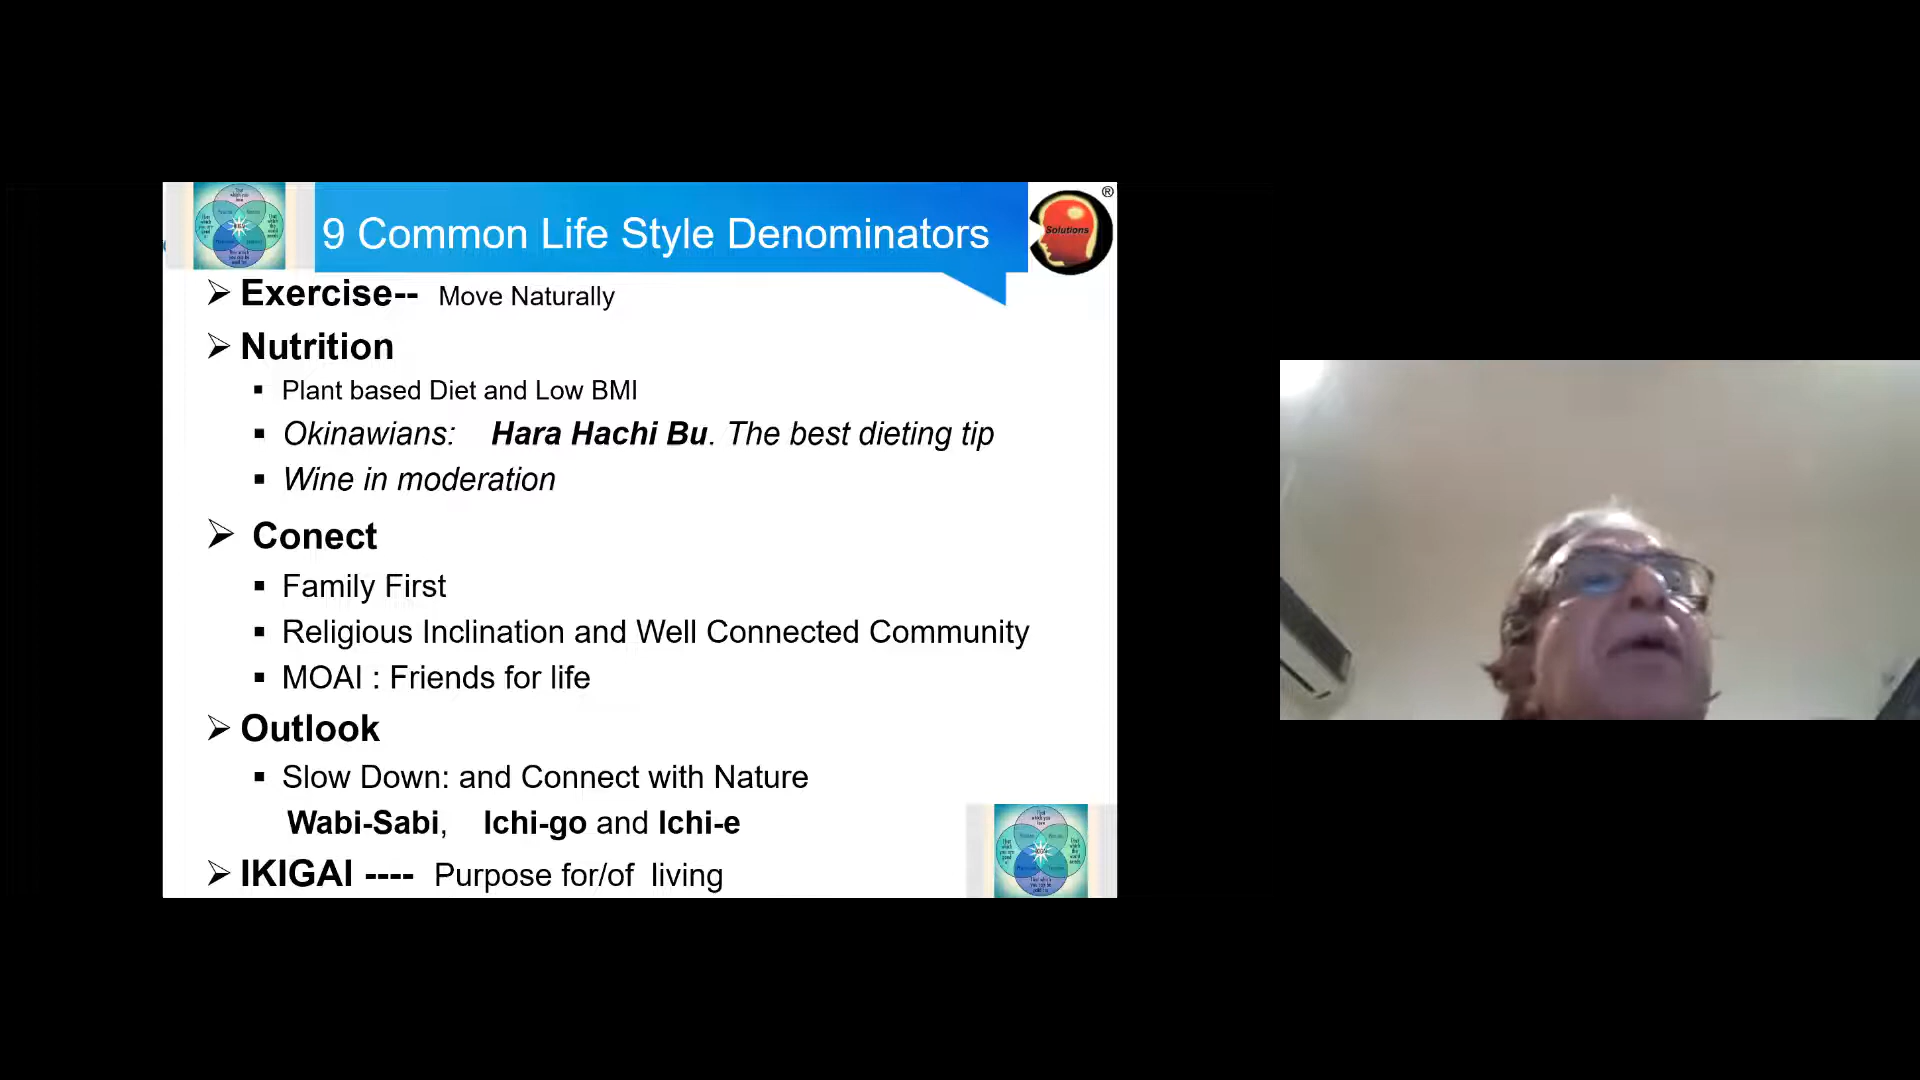 9 Common Life Style Denominators
®
Solutions
➢ Exercise-- Move Naturally
➢ Nutrition
▪ Plant based Diet and Low BMI
▪ Okinawians: Hara Hachi Bu. The best dieting tip
▪ Wine in moderation
➢ Conect
▪ Family First
▪ Religious Inclination and Well Connected Community
▪ MOAI : Friends for life
➢ Outlook
▪ Slow Down: and Connect with Nature
Wabi-Sabi, Ichi-go and Ichi-e
➢ IKIGAI ---- Purpose for/of living